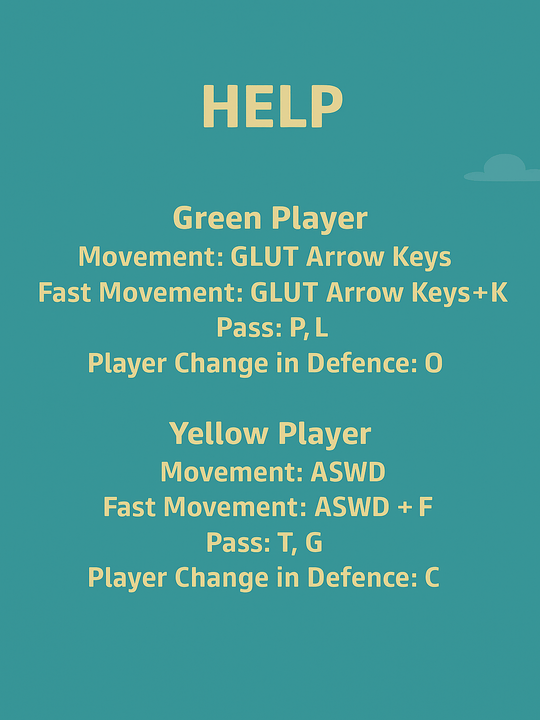 HELP
Green Player
Movement: GLUT Arrow Keys
Fast Movement: GLUT Arrow Keys+K
Pass: P, L
Player Change in Defence: O
Yellow Player
Movement: ASWD
Fast Movement: ASWD + F
Pass: T, G
Player Change in Defence: C